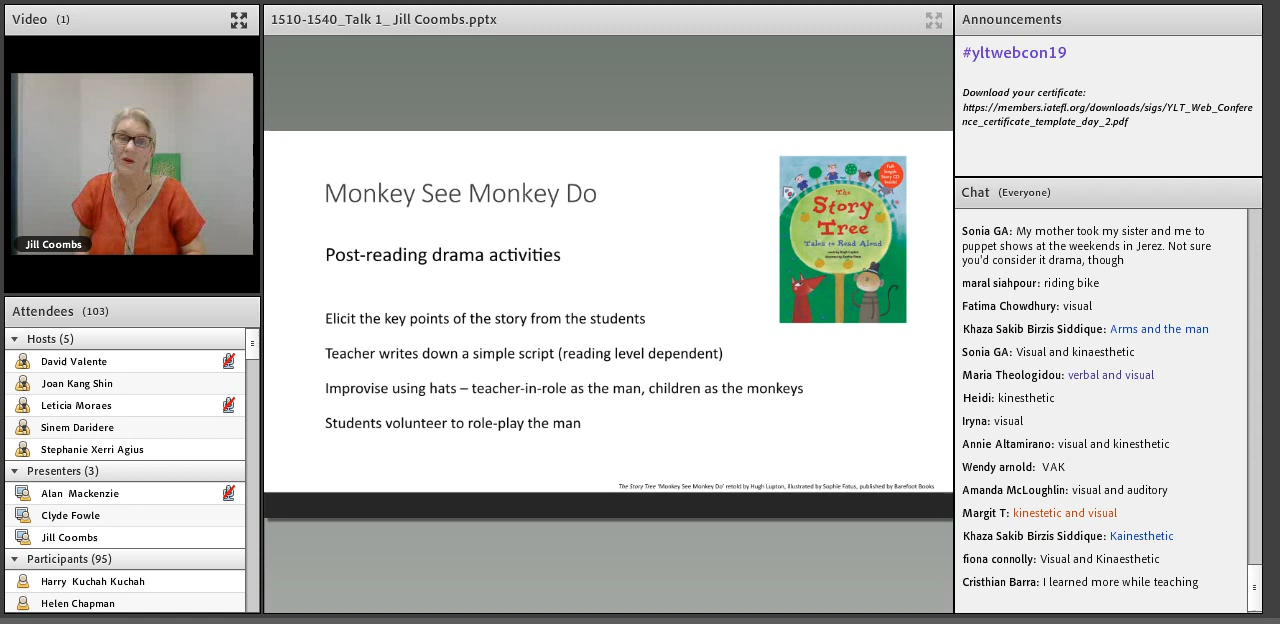 Video (1)
Jill Coombs
Attendees (103)
Hosts (5)
David Valente
Joan Kang Shin
Leticia Moraes
Sinem Daridere
Stephanie Xerri Agius
Presenters (3)
Alan Mackenzie
Clyde Fowle
Jill Coombs
Participants (95)
Harry Kuchah Kuchah
Helen Chapman
1510-1540_Talk 1_ Jill Coombs.pptx
Monkey See Monkey Do
Post-reading drama activities
Elicit the key points of the story from the students
Teacher writes down a simple script (reading level dependent)
Improvise using hats – teacher-in-role as the man, children as the monkeys
Students volunteer to role-play the man
The
Story
Tree
Tales to Read Aloud
The Story Tree 'Monkey See Monkey Do' retold by Hugh Lupton, illustrated by Sophie Fatus, published by Barefoot Books
Announcements
#yltwebcon19
Download your certificate:
https://members.iatefl.org/downloads/sigs/YLT_Web_Confere
nce_certificate_template_day_2.pdf
Chat (Everyone)
Sonia GA: My mother took my sister and me to
puppet shows at the weekends in Jerez. Not sure
you'd consider it drama, though
maral siahpour: riding bike
Fatima Chowdhury: visual
Khaza Sakib Birzis Siddique: Arms and the man
Sonia GA: Visual and kinaesthetic
Maria Theologidou: verbal and visual
Heidi: kinesthetic
Iryna: visual
Annie Altamirano: visual and kinesthetic
Wendy arnold: VAK
Amanda McLoughlin: visual and auditory
Margit T: kinestetic and visual
Khaza Sakib Birzis Siddique: Kainesthetic
fiona connolly: Visual and Kinaesthetic
Cristhian Barra: I learned more while teaching